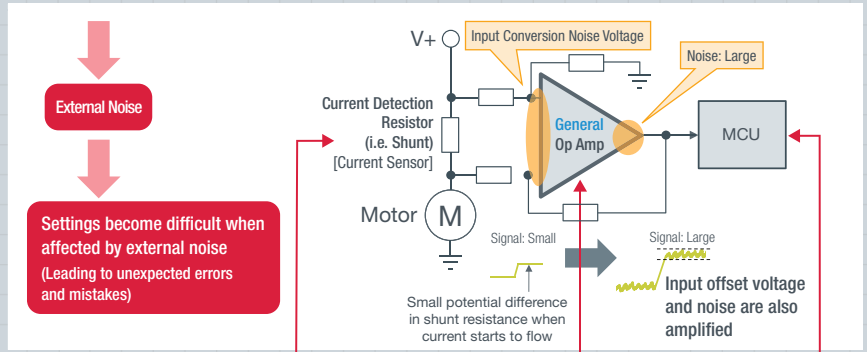 External Noise
Settings become difficult when
affected by external noise
(Leading to unexpected errors
and mistakes)
V+
Input Conversion Noise Voltage
Noise: Large
Current Detection
Resistor
(i.e. Shunt)
[Current Sensor]
General
Op Amp
MCU
Motor
M
Signal: Small
Signal: Large
Small potential difference
in shunt resistance when
current starts to flow
Input offset voltage
and noise are also
amplified